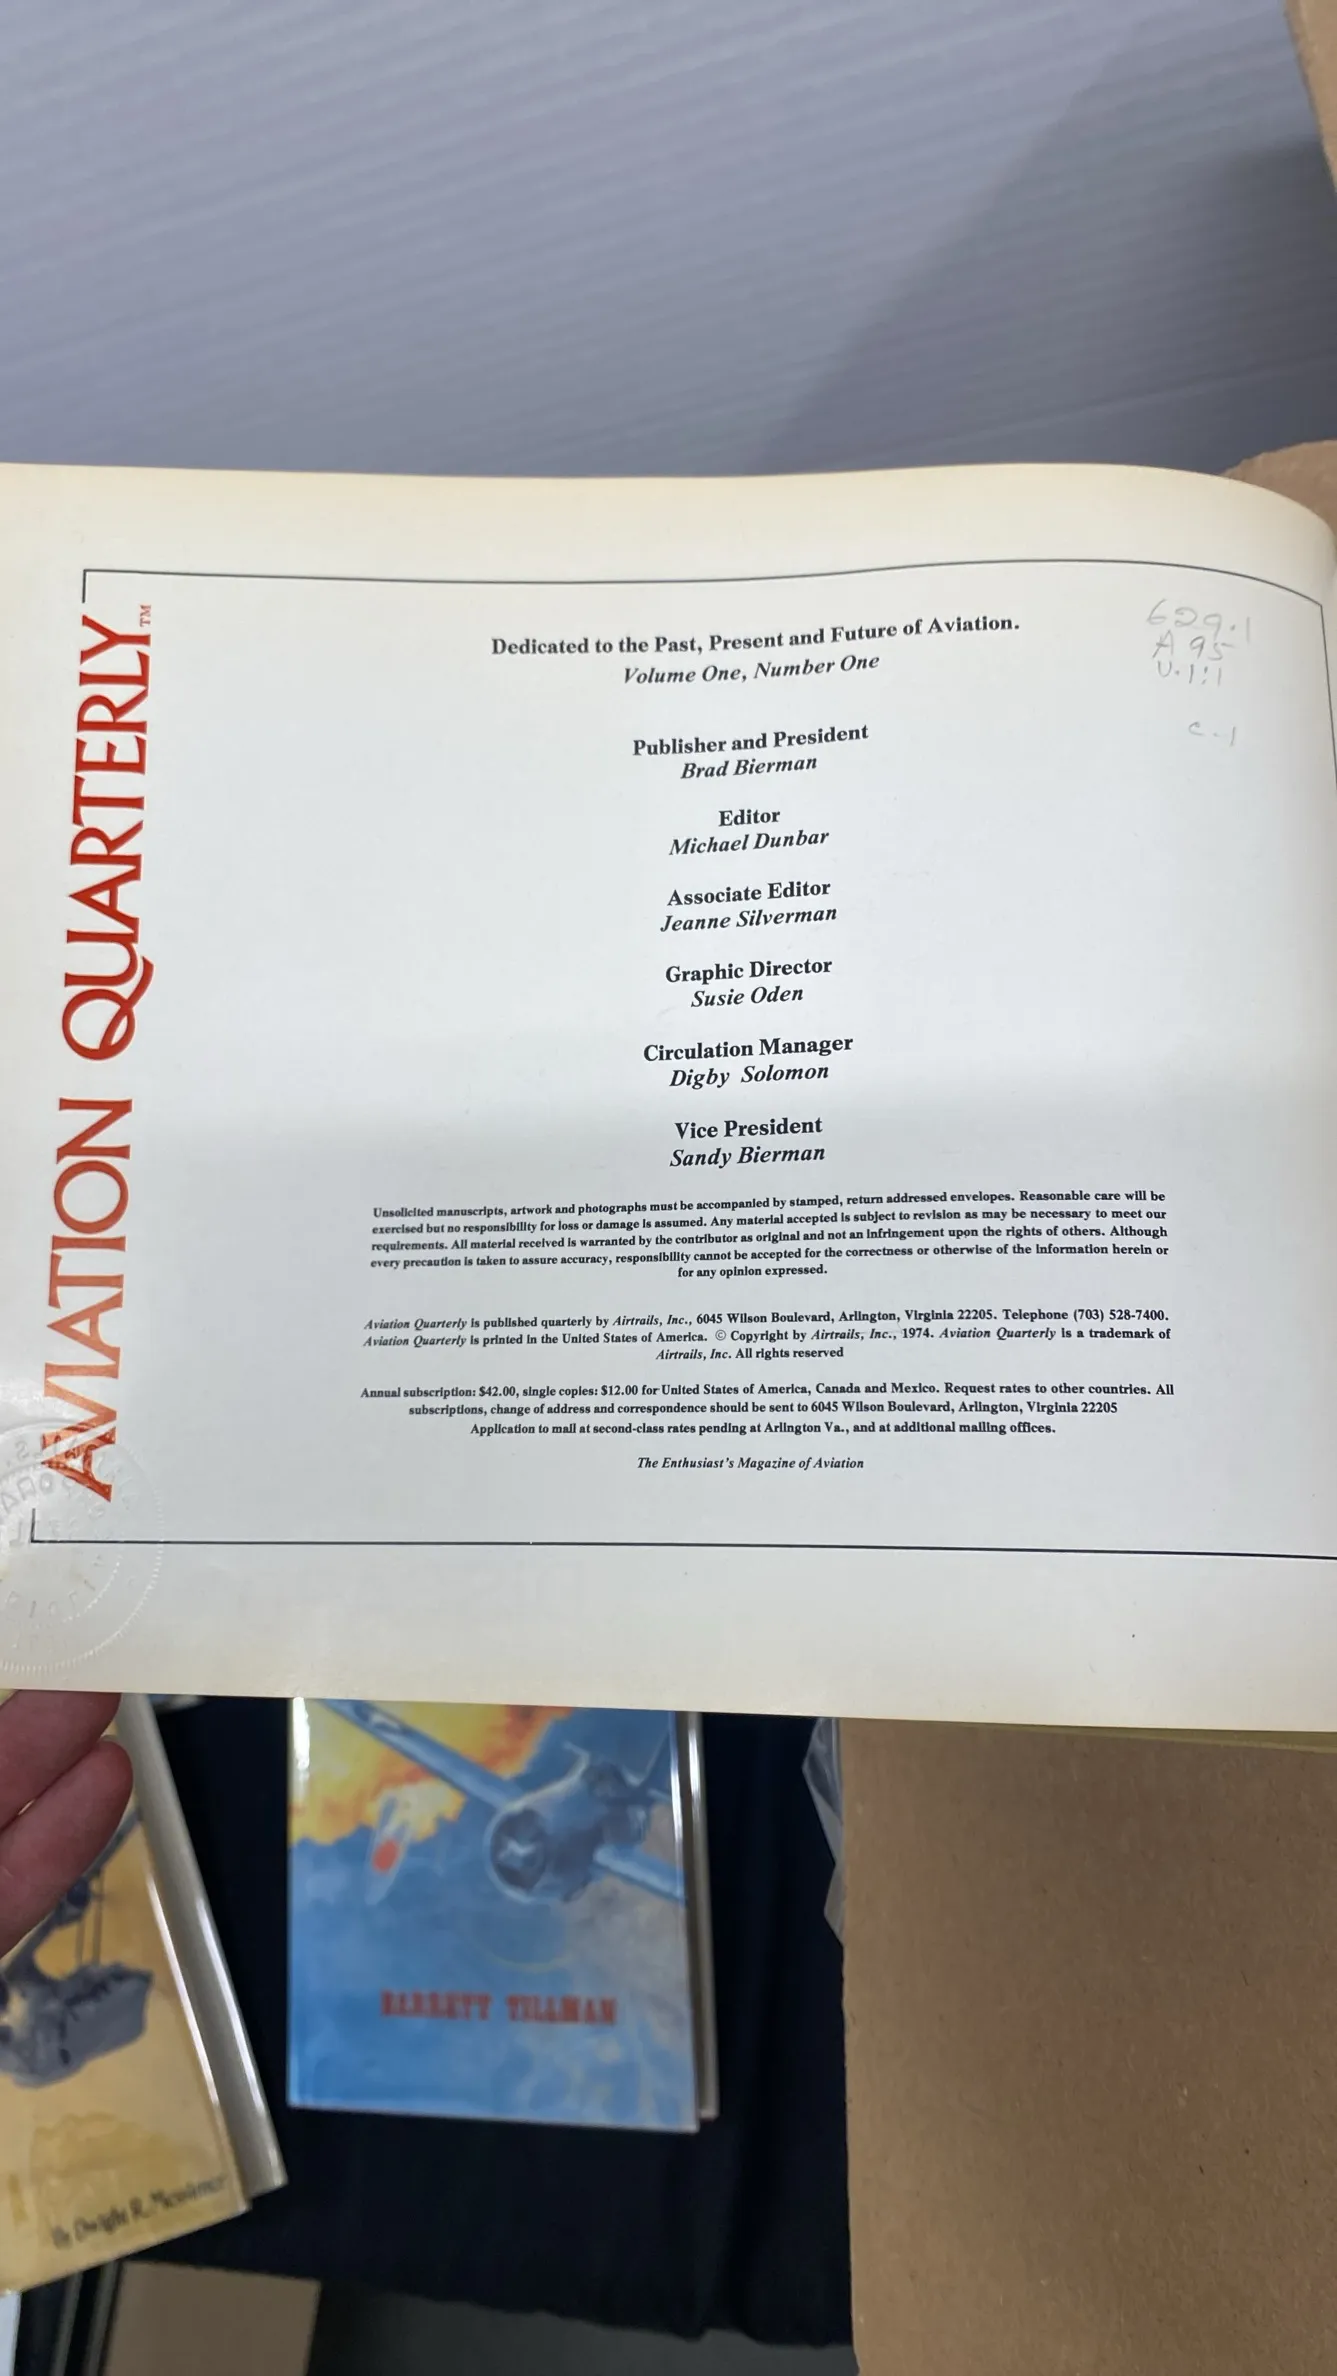 AVIATION QUARTERLY™
Dedicated to the Past, Present and Future of Aviation.
Volume One, Number One
629.1
A 95
V.1:1
C-1
Publisher and President
Brad Bierman
Editor
Michael Dunbar
Associate Editor
Jeanne Silverman
Graphic Director
Susie Oden
Circulation Manager
Digby Solomon
Vice President
Sandy Bierman
Unsolicited manuscripts, artwork and photographs must be accompanied by stamped, return addressed envelopes. Reasonable care will be
exercised but no responsibility for loss or damage is assumed. Any material accepted is subject to revision as may be necessary to meet our
requirements. All material received is warranted by the contributor as original and not an infringement upon the rights of others. Although
every precaution is taken to assure accuracy, responsibility cannot be accepted for the correctness or otherwise of the information herein or
for any opinion expressed.
Aviation Quarterly is published quarterly by Airtrails, Inc., 6045 Wilson Boulevard, Arlington, Virginia 22205. Telephone (703) 528-7400.
Aviation Quarterly is printed in the United States of America. © Copyright by Airtrails, Inc., 1974. Aviation Quarterly is a trademark of
Airtrails, Inc. All rights reserved
Annual subscription: $42.00, single copies: $12.00 for United States of America, Canada and Mexico. Request rates to other countries. All
subscriptions, change of address and correspondence should be sent to 6045 Wilson Boulevard, Arlington, Virginia 22205
Application to mail at second-class rates pending at Arlington Va., and at additional mailing offices.
The Enthusiast's Magazine of Aviation
BARRETT TILLMAN
By Dwight R.